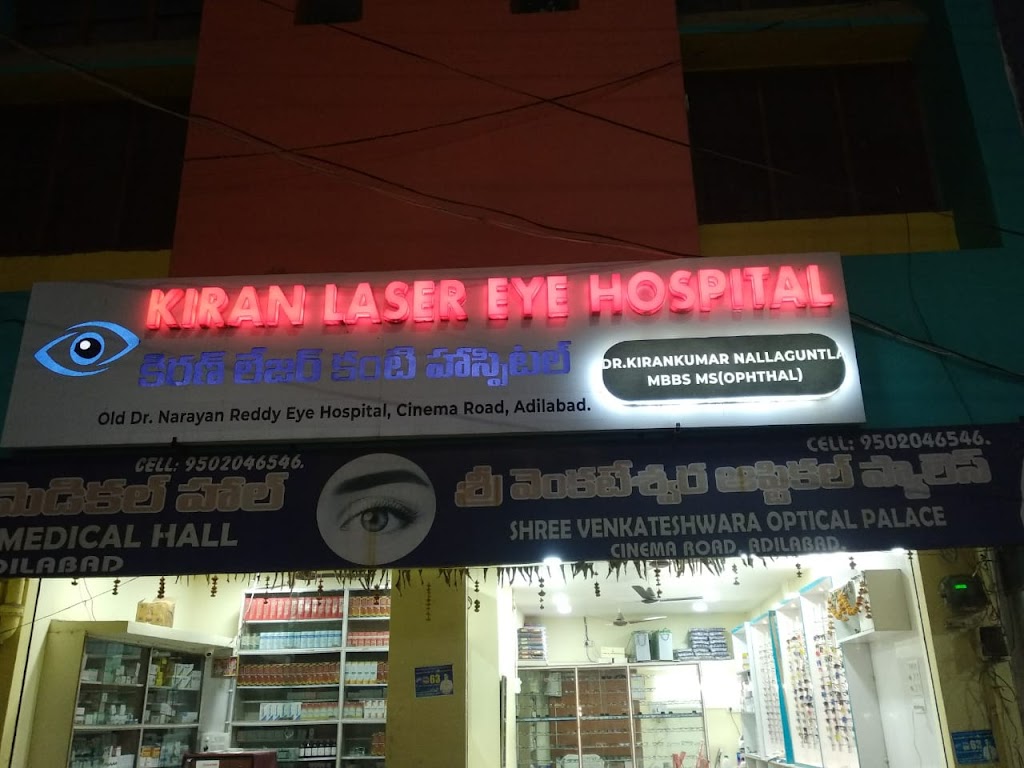 KIRAN LASER EYE HOSPITAL
కిరణ్ లేజర్ కంటి హాస్పిటల్
DR.KIRANKUMAR NALLAGUNTLA
MBBS MS(OPHTHAL)
Old Dr. Narayan Reddy Eye Hospital, Cinema Road, Adilabad.
CELL: 9502046546.
మెడికల్ హాల్
MEDICAL HALL
ADILABAD
CELL: 9502046546.
శ్రీ వెంకటేశ్వర ఆప్టికల్ ప్యాలెస్
SHREE VENKATESHWARA OPTICAL PALACE
CINEMA ROAD, ADILABAD.
63